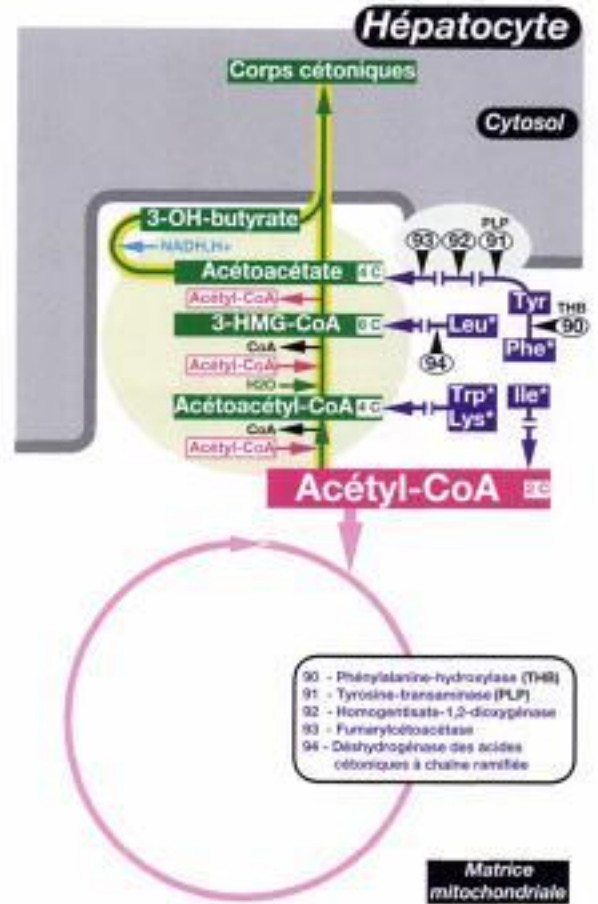 Hépatocyte
Corps cétoniques
Cytosol
3-OH-butyrate
NADH,H+
PLP
93 92 91
Acétoacétate 4 C
Acétyl-CoA
Tyr
THB
90
3-HMG-CoA 6 C
Leu*
Phe*
CoA
94
Acétyl-CoA
H2O
Acétoacétyl-CoA 4 C
Trp*
Lys*
Ile*
CoA
Acétyl-CoA
Acétyl-CoA 2 C
90 - Phénylalanine-hydroxylase (THB)
91 - Tyrosine-transaminase (PLP)
92 - Homogentisate-1,2-dioxygénase
93 - Fumarylcétoacétase
94 - Déshydrogénase des acides
cétoniques à chaîne ramifiée
Matrice
mitochondriale